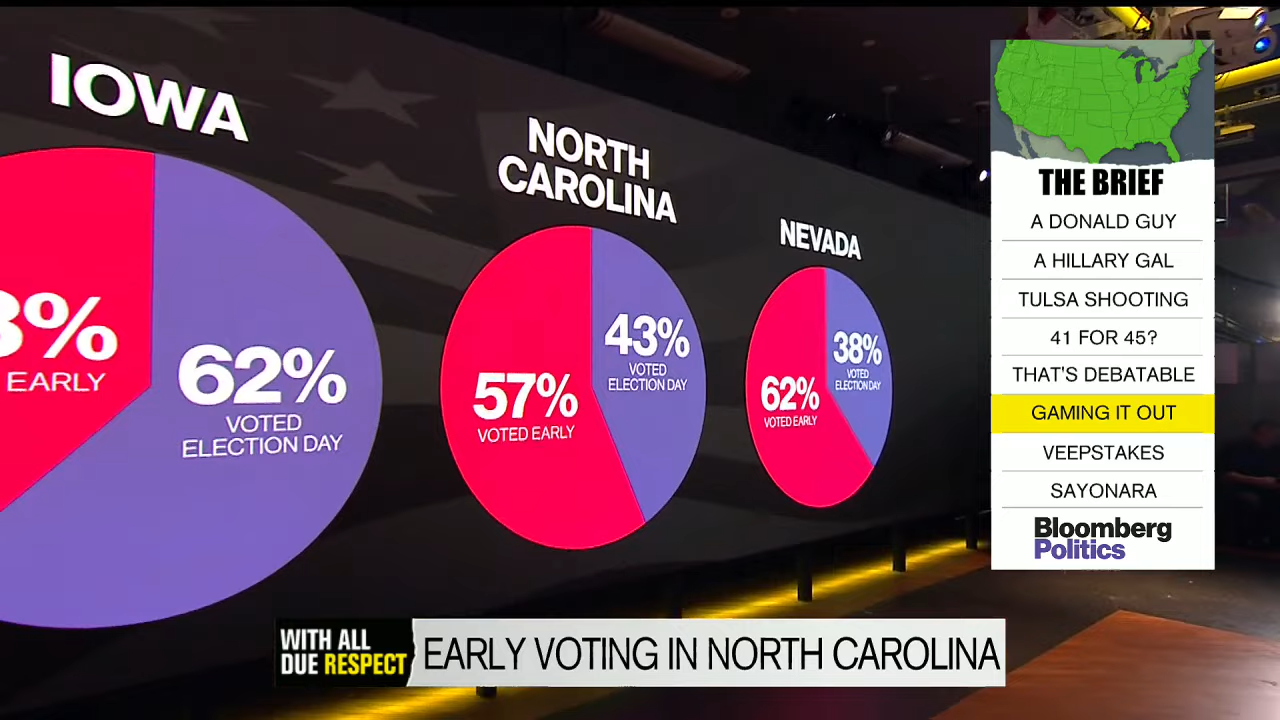 IOWA
8%
EARLY
62%
VOTED
ELECTION DAY
NORTH
CAROLINA
57%
VOTED EARLY
43%
VOTED
ELECTION DAY
NEVADA
62%
VOTED EARLY
38%
VOTED
ELECTION DAY
THE BRIEF
A DONALD GUY
A HILLARY GAL
TULSA SHOOTING
41 FOR 45?
THAT'S DEBATABLE
GAMING IT OUT
VEEPSTAKES
SAYONARA
Bloomberg
Politics
WITH ALL
DUE RESPECT
EARLY VOTING IN NORTH CAROLINA